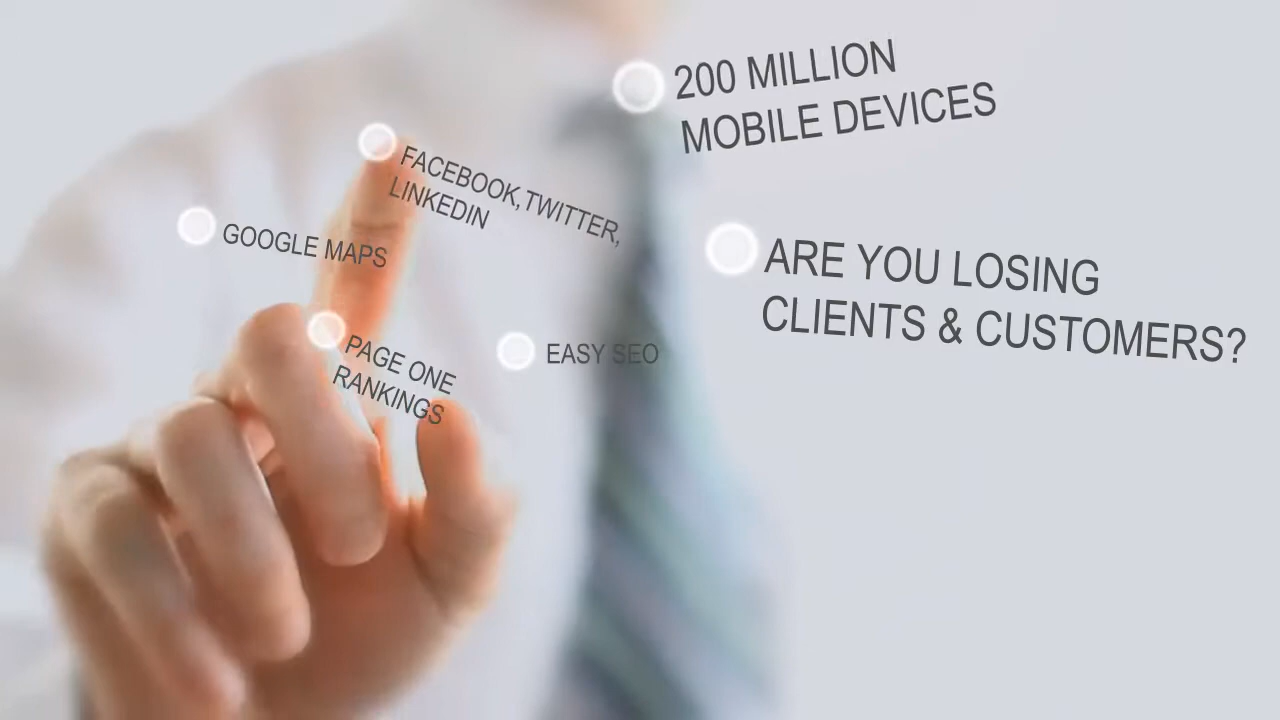 200 MILLION
MOBILE DEVICES
FACEBOOK,TWITTER,
LINKEDIN
GOOGLE MAPS
ARE YOU LOSING
CLIENTS & CUSTOMERS?
PAGE ONE
RANKINGS
EASY SEO